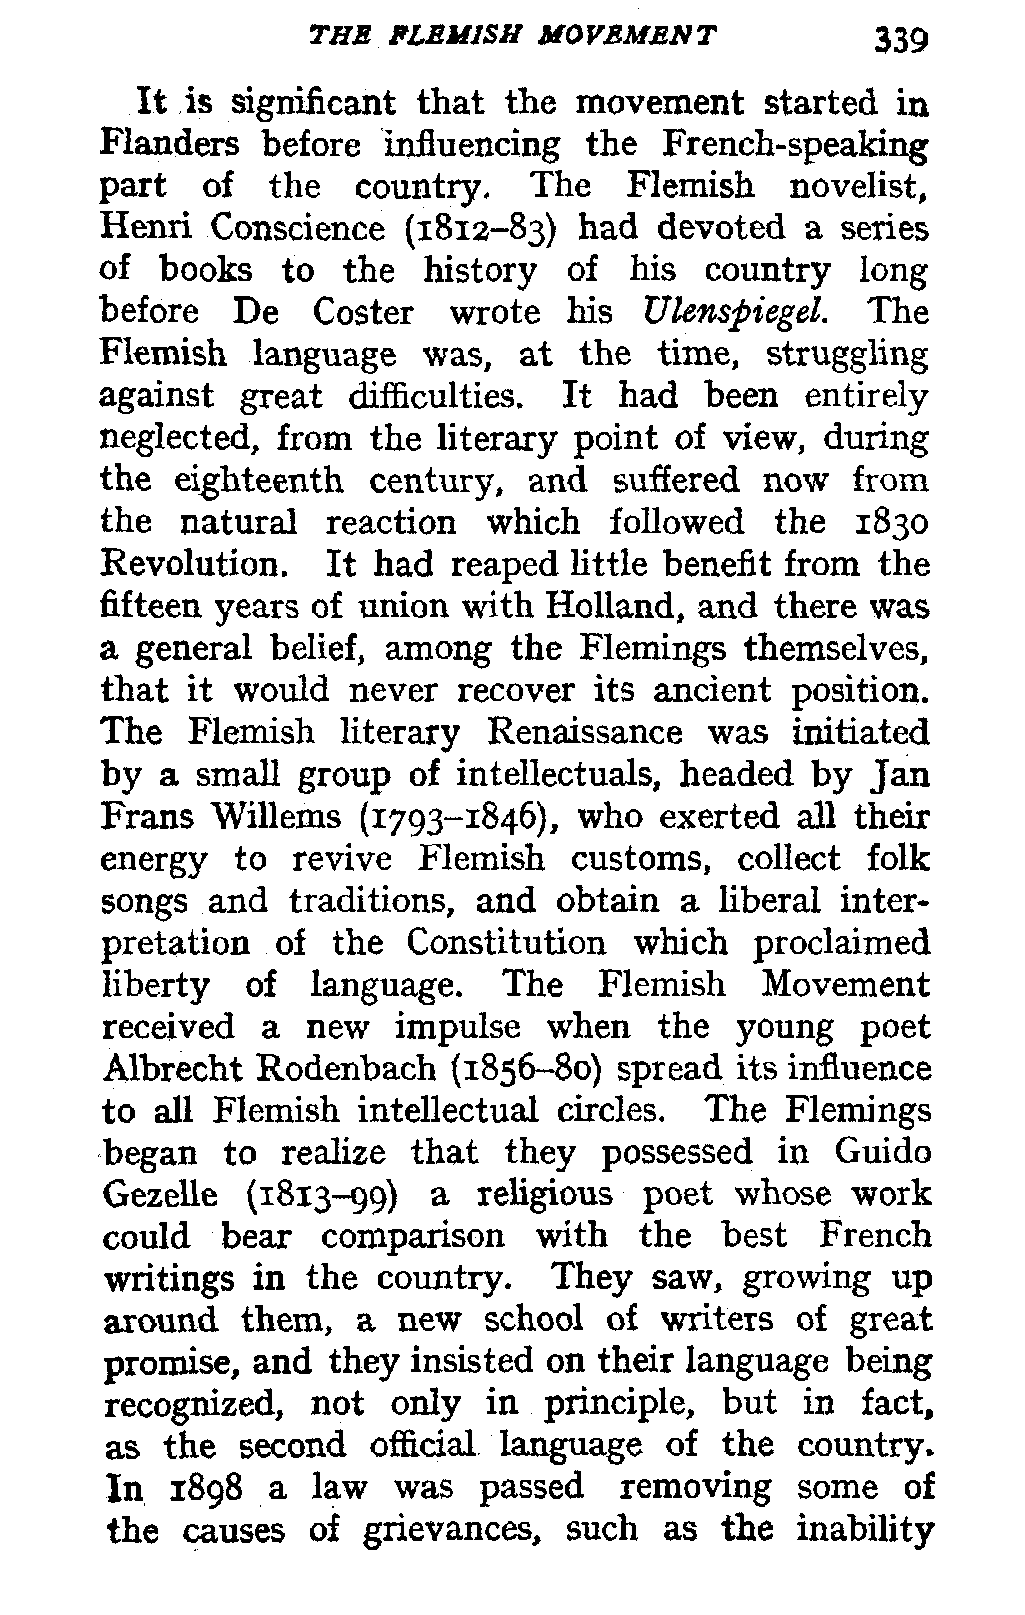 THE FLEMISH MOVEMENT 339
It is significant that the movement started in
Flanders before influencing the French-speaking
part of the country. The Flemish novelist,
Henri Conscience (1812–83) had devoted a series
of books to the history of his country long
before De Coster wrote his Ulenspiegel. The
Flemish language was, at the time, struggling
against great difficulties. It had been entirely
neglected, from the literary point of view, during
the eighteenth century, and suffered now from
the natural reaction which followed the 1830
Revolution. It had reaped little benefit from the
fifteen years of union with Holland, and there was
a general belief, among the Flemings themselves,
that it would never recover its ancient position.
The Flemish literary Renaissance was initiated
by a small group of intellectuals, headed by Jan
Frans Willems (1793–1846), who exerted all their
energy to revive Flemish customs, collect folk
songs and traditions, and obtain a liberal inter-
pretation of the Constitution which proclaimed
liberty of language. The Flemish Movement
received a new impulse when the young poet
Albrecht Rodenbach (1856–80) spread its influence
to all Flemish intellectual circles. The Flemings
began to realize that they possessed in Guido
Gezelle (1813–99) a religious poet whose work
could bear comparison with the best French
writings in the country. They saw, growing up
around them, a new school of writers of great
promise, and they insisted on their language being
recognized, not only in principle, but in fact,
as the second official language of the country.
In 1898 a law was passed removing some of
the causes of grievances, such as the inability